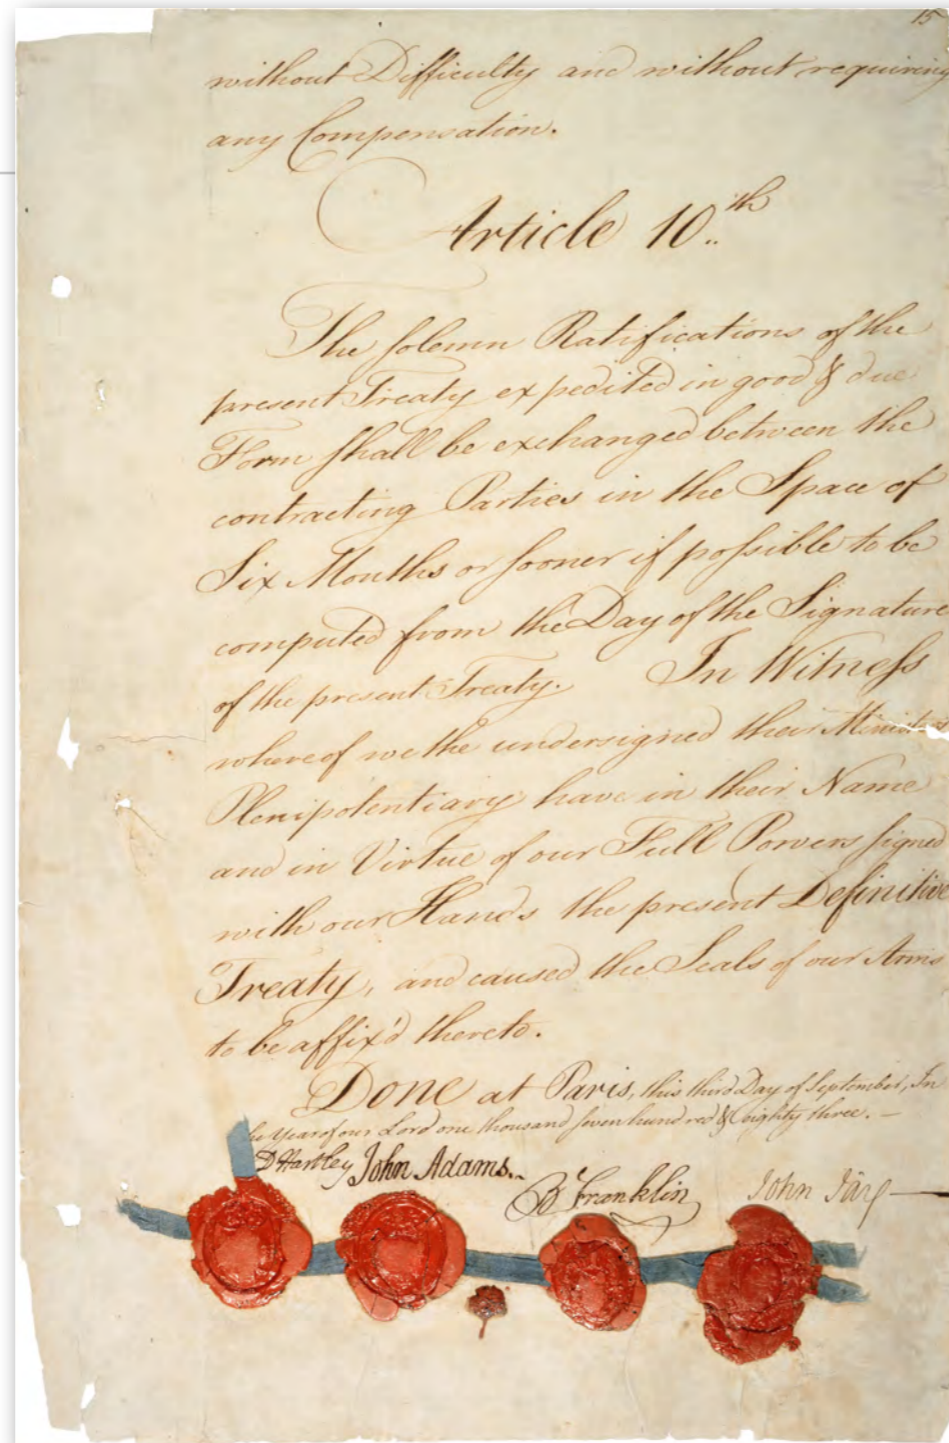 15
without Difficulty and without requiring
any Compensation.
Article 10.th
The solemn Ratifications of the
present Treaty expedited in good & due
Form shall be exchanged between the
contracting Parties in the Space of
Six Months or sooner if possible to be
computed from the Day of the Signature
of the present Treaty. In Witness
whereof we the undersigned their Ministers
Plenipotentiary have in their Name
and in Virtue of our Full Powers signed
with our Hands the present Definitive
Treaty, and caused the Seals of our Arms
to be affix'd thereto.
Done at Paris, this third Day of September, In
the Year of our Lord one thousand seven hundred & eighty three.—
D Hartley John Adams. B Franklin John Jay—